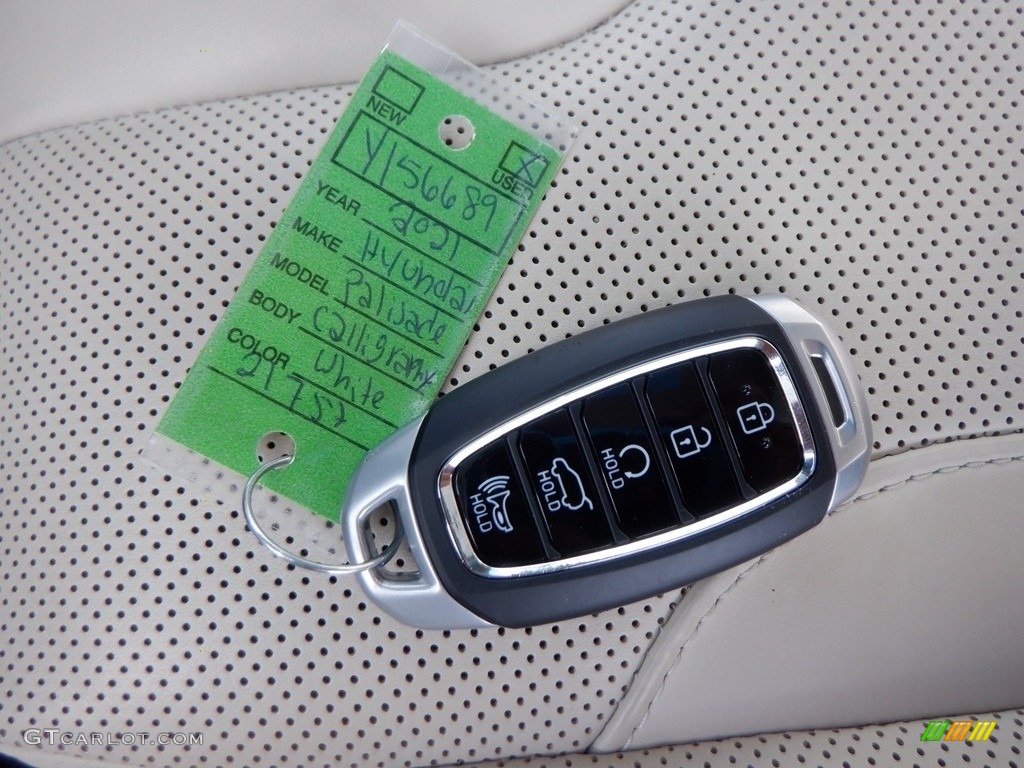 NEW
USED X
Y156689
YEAR 2021
MAKE Hyundai
MODEL Palisade
BODY Calligraphy
COLOR White
29757
HOLD
HOLD
HOLD
GTCARLOT.COM